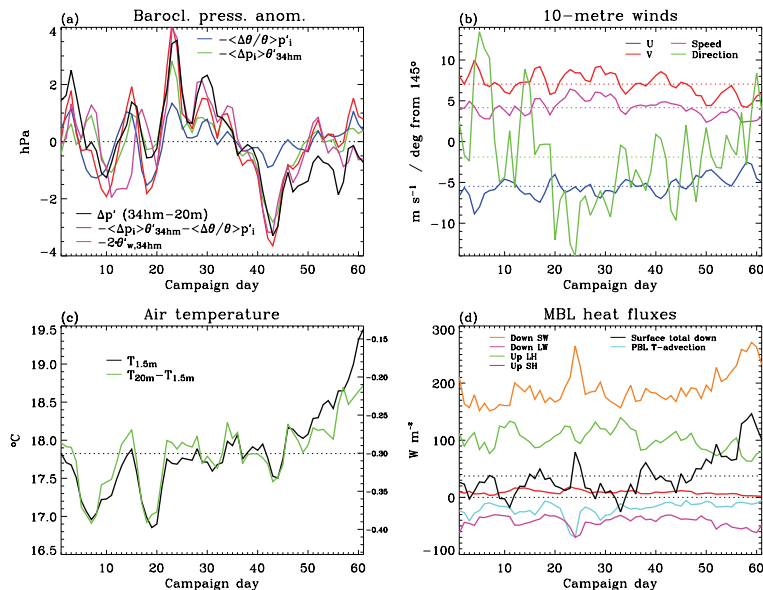 (a) Barocl. press. anom.
4
2
0
−2
−4
hPa
−<Δθ/θ>p'i
−<Δpi>θ'34hm
Δp' (34hm−20m)
−<Δpi>θ'34hm−<Δθ/θ>p'i
−2•θ'w,34hm
10 20 30 40 50 60
Campaign day
(b) 10−metre winds
10
5
0
−5
−10
m s⁻¹ / deg from 145°
U Speed
V Direction
10 20 30 40 50 60
Campaign day
(c) Air temperature
19.5
19.0
18.5
18.0
17.5
17.0
16.5
°C
T1.5m
T20m−T1.5m
−0.15
−0.20
−0.25
−0.30
−0.35
−0.40
10 20 30 40 50 60
Campaign day
(d) MBL heat fluxes
300
200
100
0
−100
W m⁻²
Down SW Surface total down
Down LW PBL T−advection
Up LH
Up SH
10 20 30 40 50 60
Campaign day